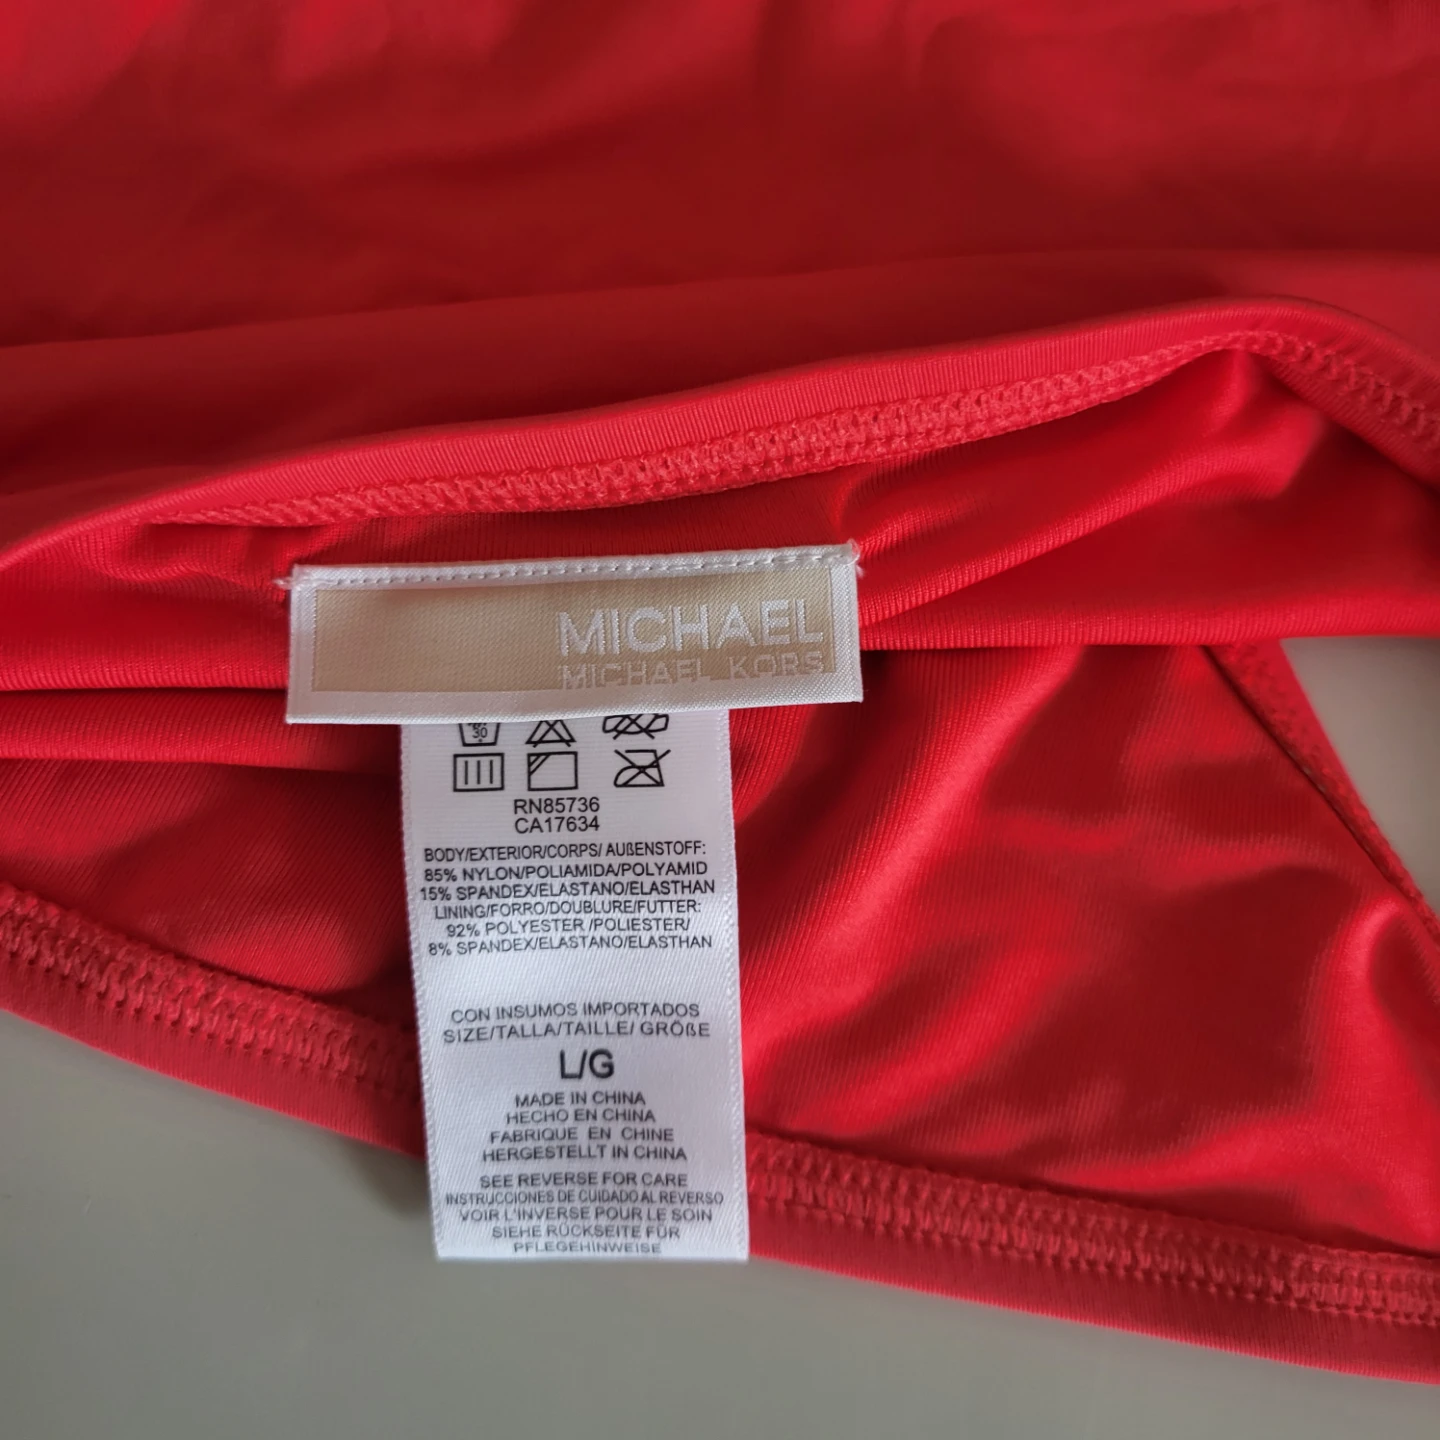 MICHAEL
MICHAEL KORS
30
RN85736
CA17634
BODY/EXTERIOR/CORPS/ AUßENSTOFF:
85% NYLON/POLIAMIDA/POLYAMID
15% SPANDEX/ELASTANO/ELASTHAN
LINING/FORRO/DOUBLURE/FUTTER:
92% POLYESTER /POLIESTER/
8% SPANDEX/ELASTANO/ELASTHAN
CON INSUMOS IMPORTADOS
SIZE/TALLA/TAILLE/ GRÖßE
L/G
MADE IN CHINA
HECHO EN CHINA
FABRIQUE EN CHINE
HERGESTELLT IN CHINA
SEE REVERSE FOR CARE
INSTRUCCIONES DE CUIDADO AL REVERSO
VOIR L'INVERSE POUR LE SOIN
SIEHE RÜCKSEITE FÜR
PFLEGEHINWEISE